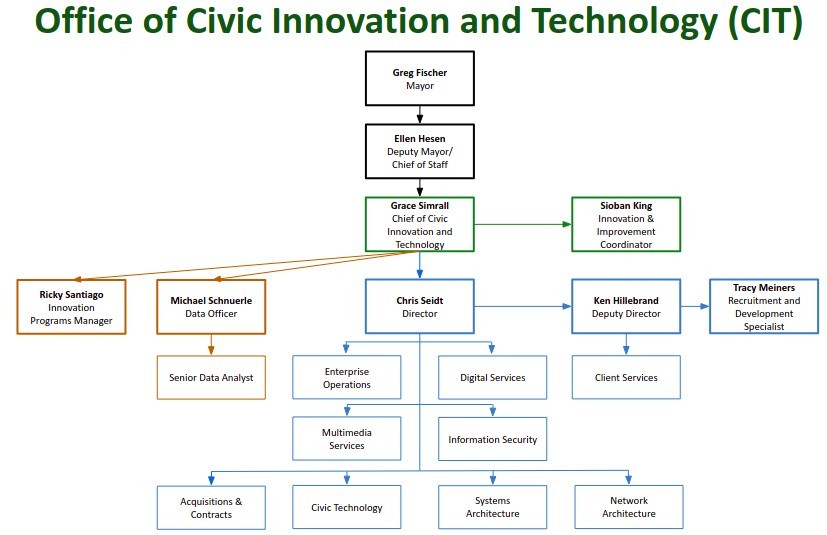 Office of Civic Innovation and Technology (CIT)
Greg Fischer
Mayor
Ellen Hesen
Deputy Mayor/
Chief of Staff
Grace Simrall
Chief of Civic
Innovation and
Technology
Sioban King
Innovation &
Improvement
Coordinator
Ricky Santiago
Innovation
Programs Manager
Michael Schnuerle
Data Officer
Chris Seidt
Director
Ken Hillebrand
Deputy Director
Tracy Meiners
Recruitment and
Development
Specialist
Senior Data Analyst
Enterprise
Operations
Digital Services
Client Services
Multimedia
Services
Information Security
Acquisitions &
Contracts
Civic Technology
Systems
Architecture
Network
Architecture